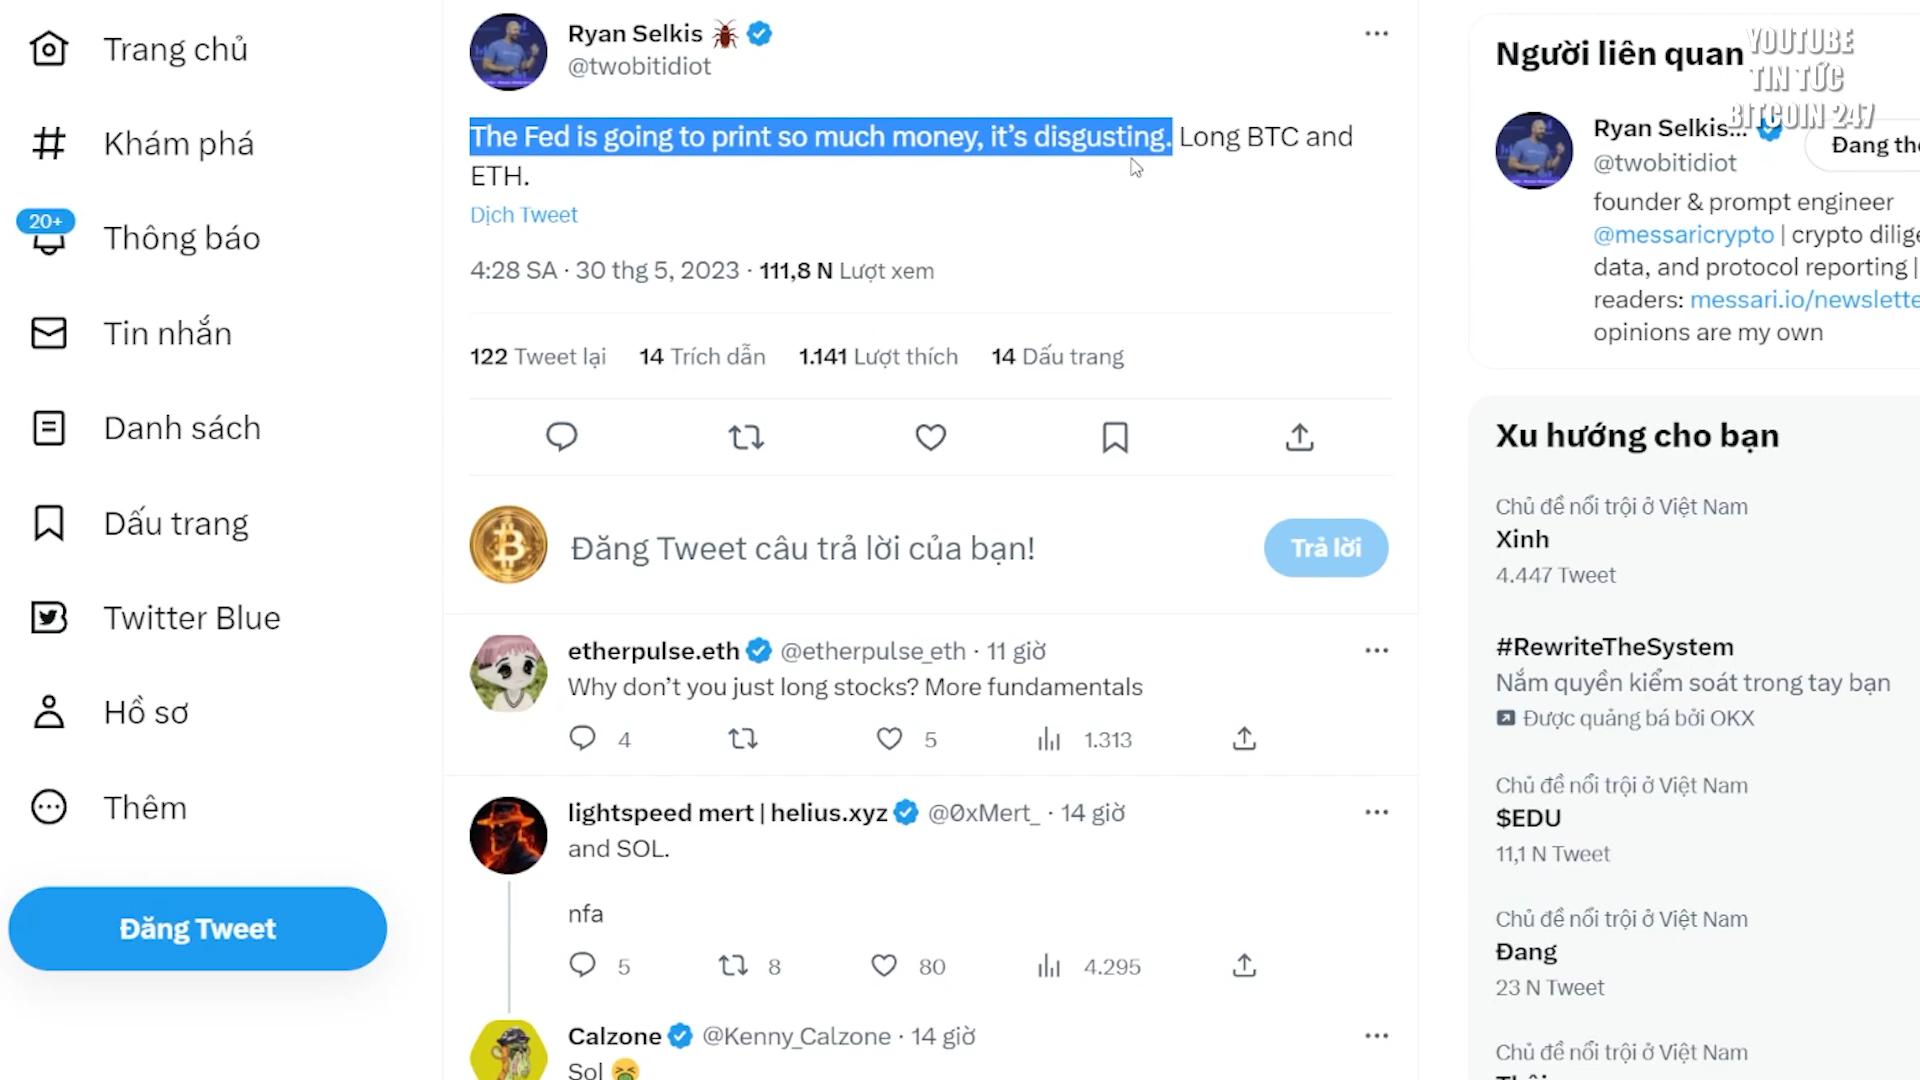 Trang chủ
Khám phá
20+
Thông báo
Tin nhắn
Danh sách
Dấu trang
Twitter Blue
Hồ sơ
Thêm
Đăng Tweet
Ryan Selkis
@twobitidiot
The Fed is going to print so much money, it's disgusting. Long BTC and
ETH.
Dịch Tweet
4:28 SA · 30 thg 5, 2023 · 111,8 N Lượt xem
122 Tweet lại 14 Trích dẫn 1.141 Lượt thích 14 Dấu trang
Đăng Tweet câu trả lời của bạn!
Trả lời
etherpulse.eth @etherpulse_eth · 11 giờ
Why don't you just long stocks? More fundamentals
4 5 1.313
lightspeed mert | helius.xyz @0xMert_ · 14 giờ
and SOL.
nfa
5 8 80 4.295
Calzone @Kenny_Calzone · 14 giờ
Sol
Người liên quan
YOUTUBE
TIN TỨC
BITCOIN 247
Ryan Selkis...
@twobitidiot
founder & prompt engineer
@messaricrypto | crypto dilige
data, and protocol reporting |
readers: messari.io/newslette
opinions are my own
Đang the
Xu hướng cho bạn
Chủ đề nổi trội ở Việt Nam
Xinh
4.447 Tweet
#RewriteTheSystem
Nắm quyền kiểm soát trong tay bạn
Được quảng bá bởi OKX
Chủ đề nổi trội ở Việt Nam
$EDU
11,1 N Tweet
Chủ đề nổi trội ở Việt Nam
Đang
23 N Tweet
Chủ đề nổi trội ở Việt Nam